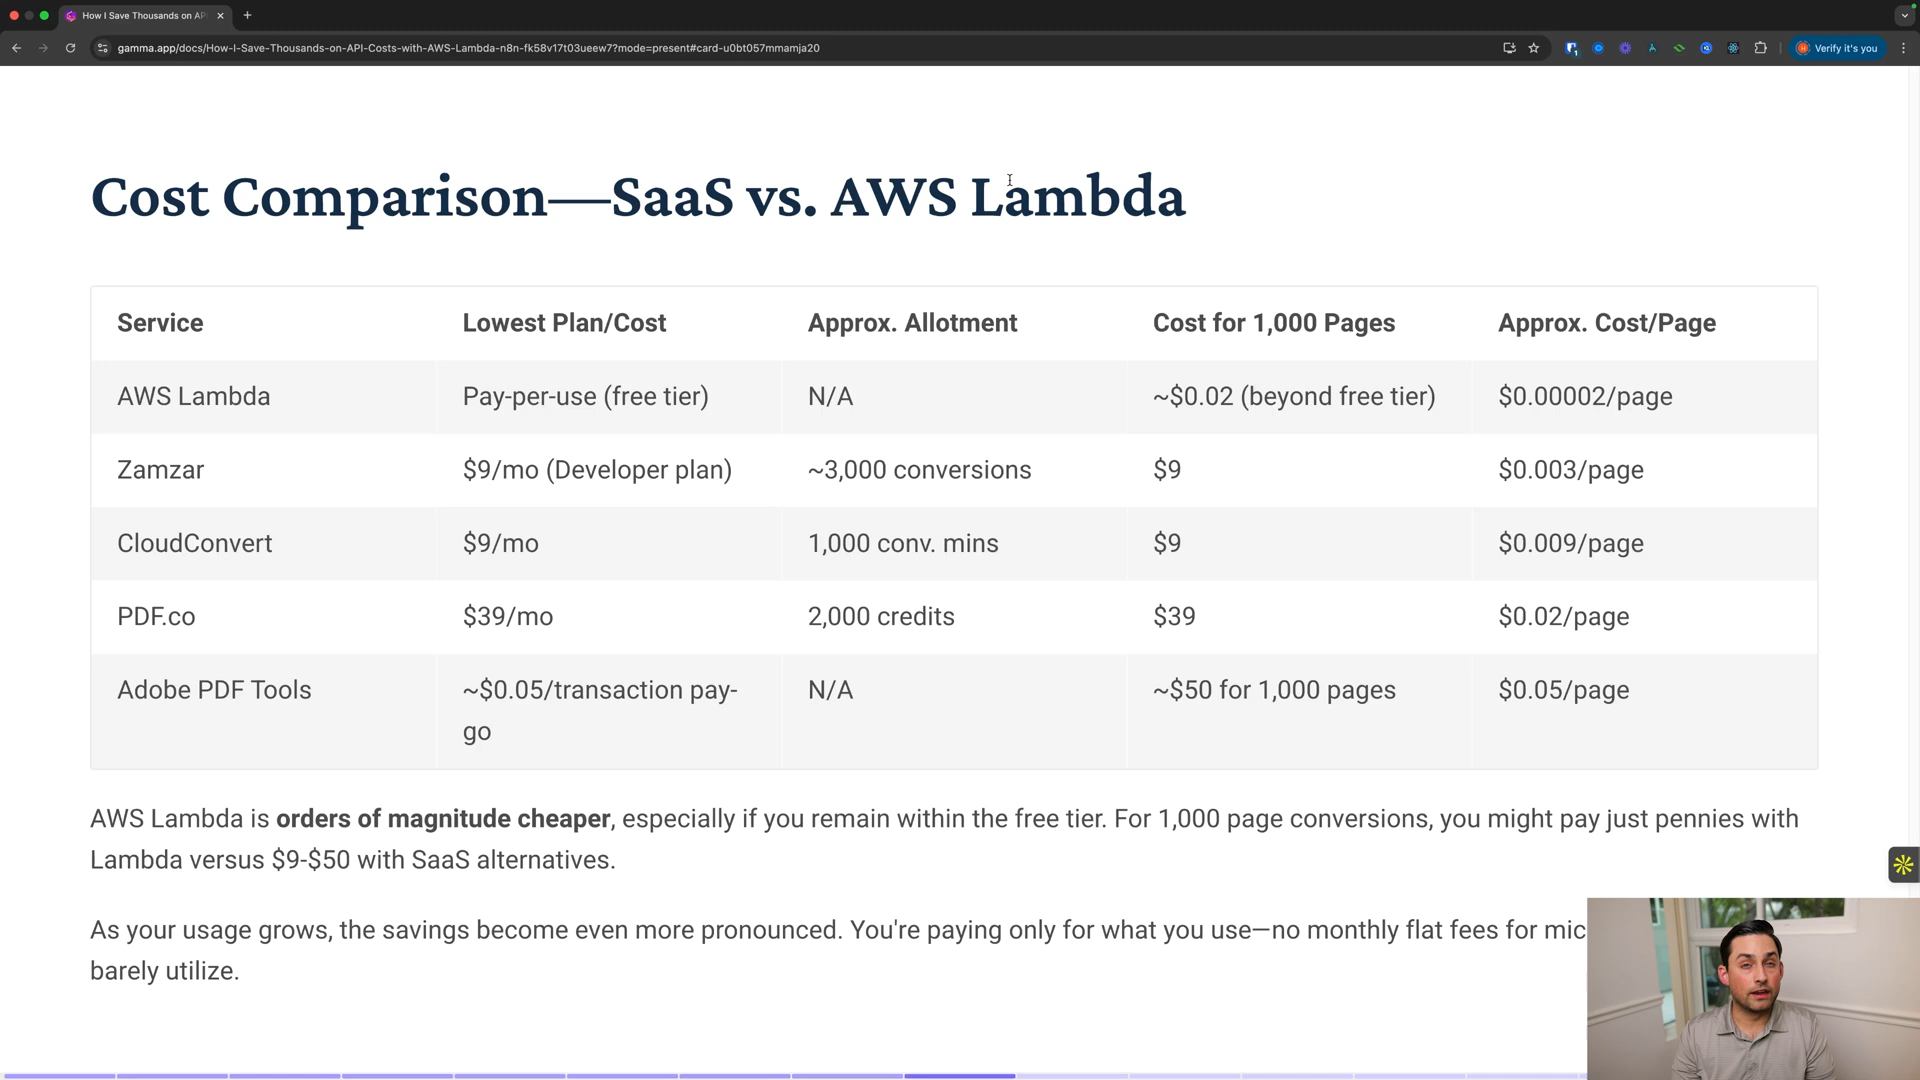 How I Save Thousands on AP
gamma.app/docs/How-I-Save-Thousands-on-API-Costs-with-AWS-Lambda-n8n-fk58v17t03ueew7?mode=present#card-u0bt057mmamja20
Verify it's you
Cost Comparison—SaaS vs. AWS Lambda
Service Lowest Plan/Cost Approx. Allotment Cost for 1,000 Pages Approx. Cost/Page
AWS Lambda Pay-per-use (free tier) N/A ~$0.02 (beyond free tier) $0.00002/page
Zamzar $9/mo (Developer plan) ~3,000 conversions $9 $0.003/page
CloudConvert $9/mo 1,000 conv. mins $9 $0.009/page
PDF.co $39/mo 2,000 credits $39 $0.02/page
Adobe PDF Tools ~$0.05/transaction pay-go N/A ~$50 for 1,000 pages $0.05/page
AWS Lambda is orders of magnitude cheaper, especially if you remain within the free tier. For 1,000 page conversions, you might pay just pennies with
Lambda versus $9-$50 with SaaS alternatives.
As your usage grows, the savings become even more pronounced. You're paying only for what you use—no monthly flat fees for mic
barely utilize.